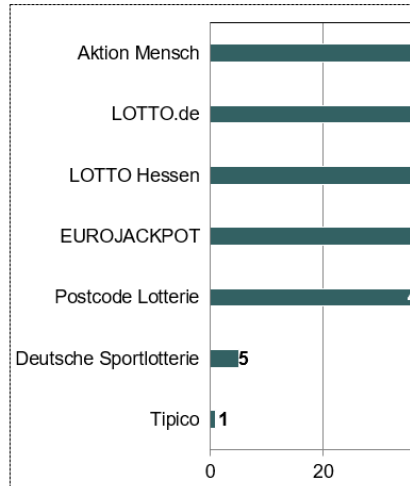 Aktion Mensch
LOTTO.de
LOTTO Hessen
EUROJACKPOT
Postcode Lotterie
Deutsche Sportlotterie 5
Tipico 1
0 20